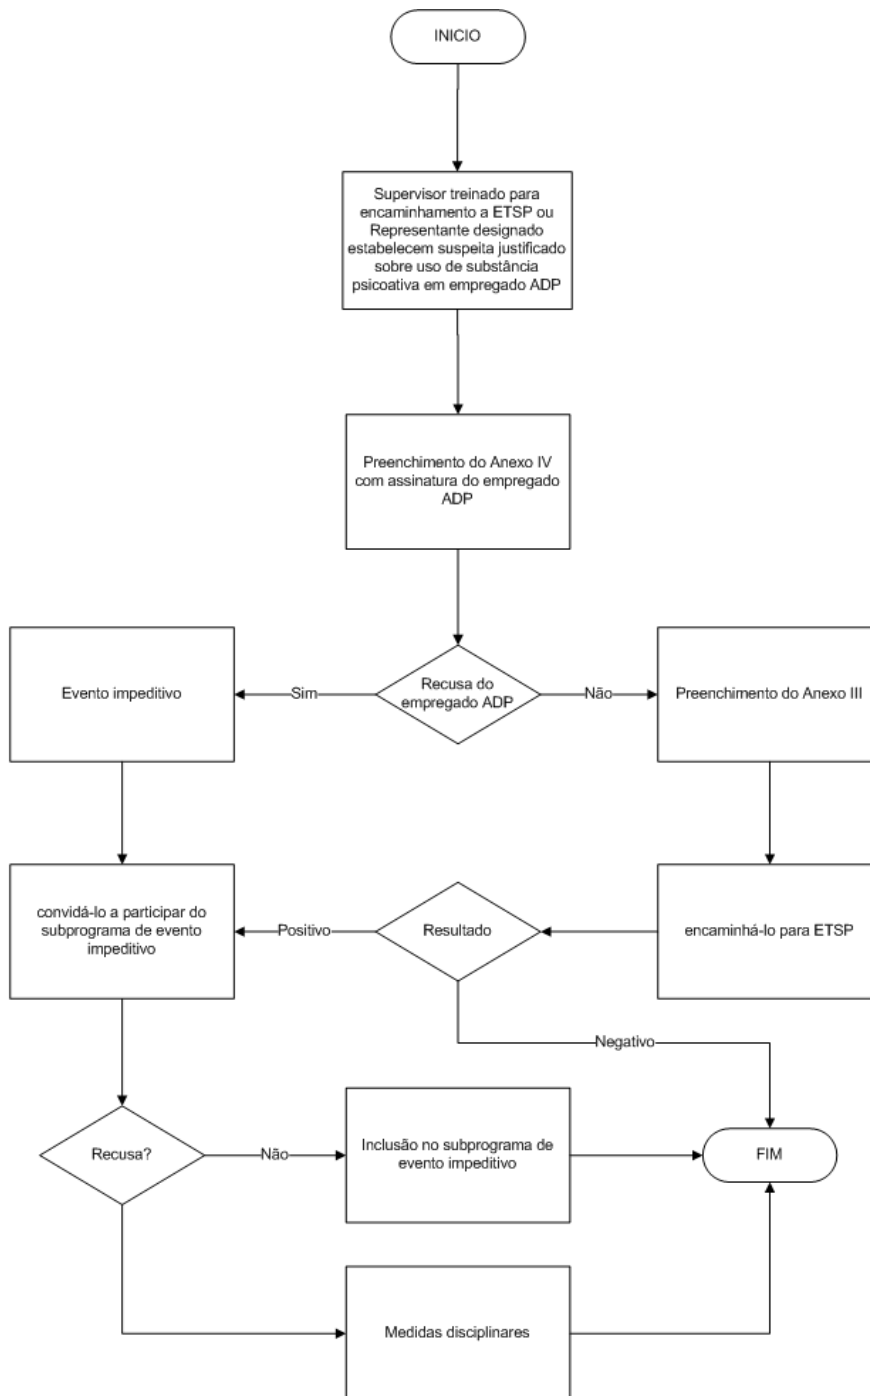 INICIO
Supervisor treinado para
encaminhamento a ETSP ou
Representante designado
estabelecem suspeita justificado
sobre uso de substância
psicoativa em empregado ADP
Preenchimento do Anexo IV
com assinatura do empregado
ADP
Evento impeditivo
Sim
Recusa do
empregado ADP
Não
Preenchimento do Anexo III
convidá-lo a participar do
subprograma de evento
impeditivo
Positivo
Resultado
encaminhá-lo para ETSP
Negativo
Recusa?
Não
Inclusão no subprograma de
evento impeditivo
FIM
Medidas disciplinares